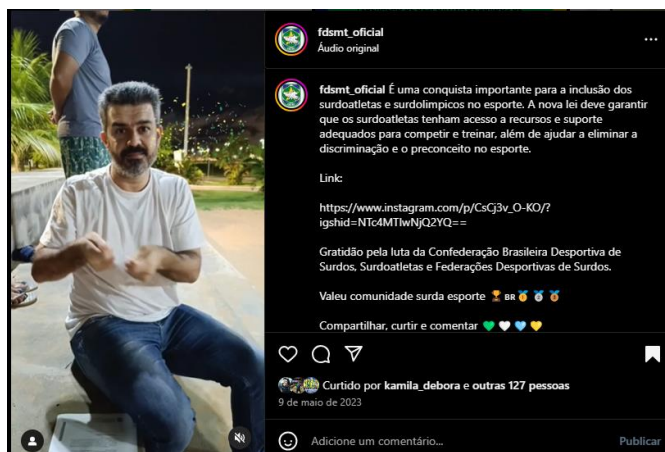 fdsmt_oficial
Áudio original
fdsmt_oficial É uma conquista importante para a inclusão dos
surdoatletas e surdolimpicos no esporte. A nova lei deve garantir
que os surdoatletas tenham acesso a recursos e suporte
adequados para competir e treinar, além de ajudar a eliminar a
discriminação e o preconceito no esporte.
Link:
https://www.instagram.com/p/CsCj3v_O-KO/?
igshid=NTc4MTIwNjQ2YQ==
Gratidão pela luta da Confederação Brasileira Desportiva de
Surdos, Surdoatletas e Federações Desportivas de Surdos.
Valeu comunidade surda esporte 🏆 BR 🥇 🥈 🥉
Compartilhar, curtir e comentar 💚 🤍 💙 💛
Curtido por kamila_debora e outras 127 pessoas
9 de maio de 2023
Adicione um comentário... Publicar